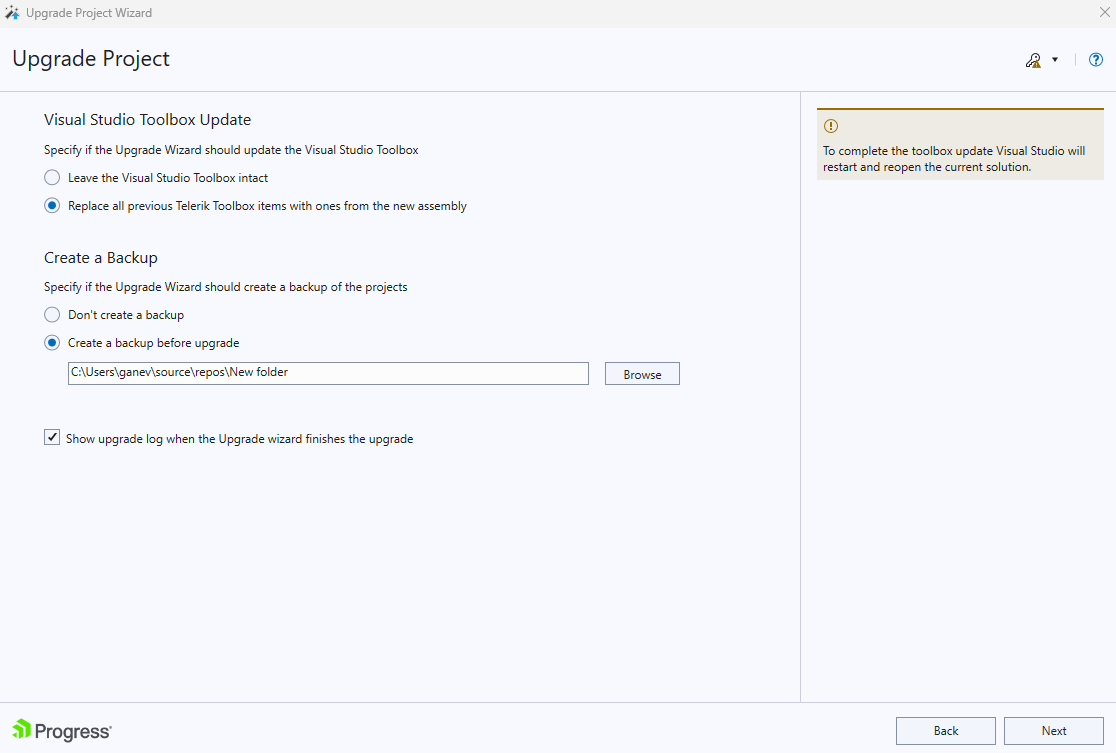 Upgrade Project Wizard
Upgrade Project
Visual Studio Toolbox Update
Specify if the Upgrade Wizard should update the Visual Studio Toolbox
Leave the Visual Studio Toolbox intact
Replace all previous Telerik Toolbox items with ones from the new assembly
Create a Backup
Specify if the Upgrade Wizard should create a backup of the projects
Don't create a backup
Create a backup before upgrade
C:\Users\ganev\source\repos\New folder
Browse
Show upgrade log when the Upgrade wizard finishes the upgrade
To complete the toolbox update Visual Studio will
restart and reopen the current solution.
Progress
Back
Next